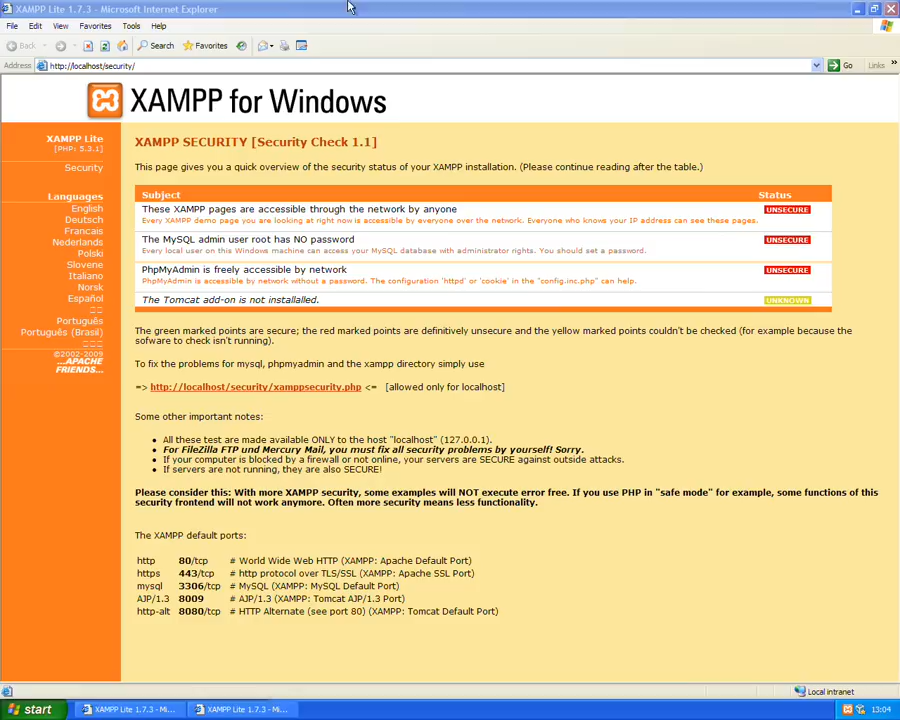 XAMPP Lite 1.7.3 - Microsoft Internet Explorer
File Edit View Favorites Tools Help
Back Search Favorites
Address http://localhost/security/ Go Links »
XAMPP for Windows
XAMPP Lite
[PHP: 5.3.1]
Security
Languages
English
Deutsch
Francais
Nederlands
Polski
Slovene
Italiano
Norsk
Español
Português
Português (Brasil)
©2002-2009
...APACHE
FRIENDS...
XAMPP SECURITY [Security Check 1.1]
This page gives you a quick overview of the security status of your XAMPP installation. (Please continue reading after the table.)
Subject Status
These XAMPP pages are accessible through the network by anyone UNSECURE
Every XAMPP demo page you are looking at right now is accessible by everyone over the network. Everyone who knows your IP address can see these pages.
The MySQL admin user root has NO password UNSECURE
Every local user on this Windows machine can access your MySQL database with administrator rights. You should set a password.
PhpMyAdmin is freely accessible by network UNSECURE
PhpMyAdmin is accessible by network without a password. The configuration 'httpd' or 'cookie' in the "config.inc.php" can help.
The Tomcat add-on is not installalled. UNKNOWN
The green marked points are secure; the red marked points are definitively unsecure and the yellow marked points couldn't be checked (for example because the
sofware to check isn't running).
To fix the problems for mysql, phpmyadmin and the xampp directory simply use
=> http://localhost/security/xamppsecurity.php <= [allowed only for localhost]
Some other important notes:
• All these test are made available ONLY to the host "localhost" (127.0.0.1).
• For FileZilla FTP und Mercury Mail, you must fix all security problems by yourself! Sorry.
• If your computer is blocked by a firewall or not online, your servers are SECURE against outside attacks.
• If servers are not running, they are also SECURE!
Please consider this: With more XAMPP security, some examples will NOT execute error free. If you use PHP in "safe mode" for example, some functions of this
security frontend will not work anymore. Often more security means less functionality.
The XAMPP default ports:
http 80/tcp # World Wide Web HTTP (XAMPP: Apache Default Port)
https 443/tcp # http protocol over TLS/SSL (XAMPP: Apache SSL Port)
mysql 3306/tcp # MySQL (XAMPP: MySQL Default Port)
AJP/1.3 8009 # AJP/1.3 (XAMPP: Tomcat AJP/1.3 Port)
http-alt 8080/tcp # HTTP Alternate (see port 80) (XAMPP: Tomcat Default Port)
Local intranet
start XAMPP Lite 1.7.3 - Mi... XAMPP Lite 1.7.3 - Mi... 13:04